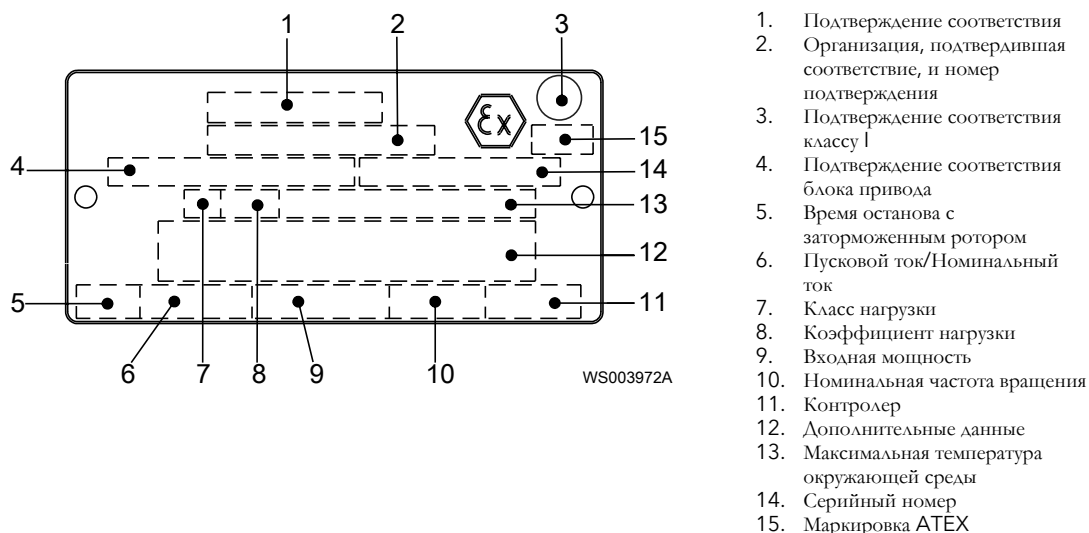 1
2
3
4
15
14
13
12
5
11
6
7
8
9
10
WS003972A
εx
1. Подтверждение соответствия
2. Организация, подтвердившая
соответствие, и номер
подтверждения
3. Подтверждение соответствия
классу I
4. Подтверждение соответствия
блока привода
5. Время останова с
заторможенным ротором
6. Пусковой ток/Номинальный
ток
7. Класс нагрузки
8. Коэффициент нагрузки
9. Входная мощность
10. Номинальная частота вращения
11. Контролер
12. Дополнительные данные
13. Максимальная температура
окружающей среды
14. Серийный номер
15. Маркировка ATEX